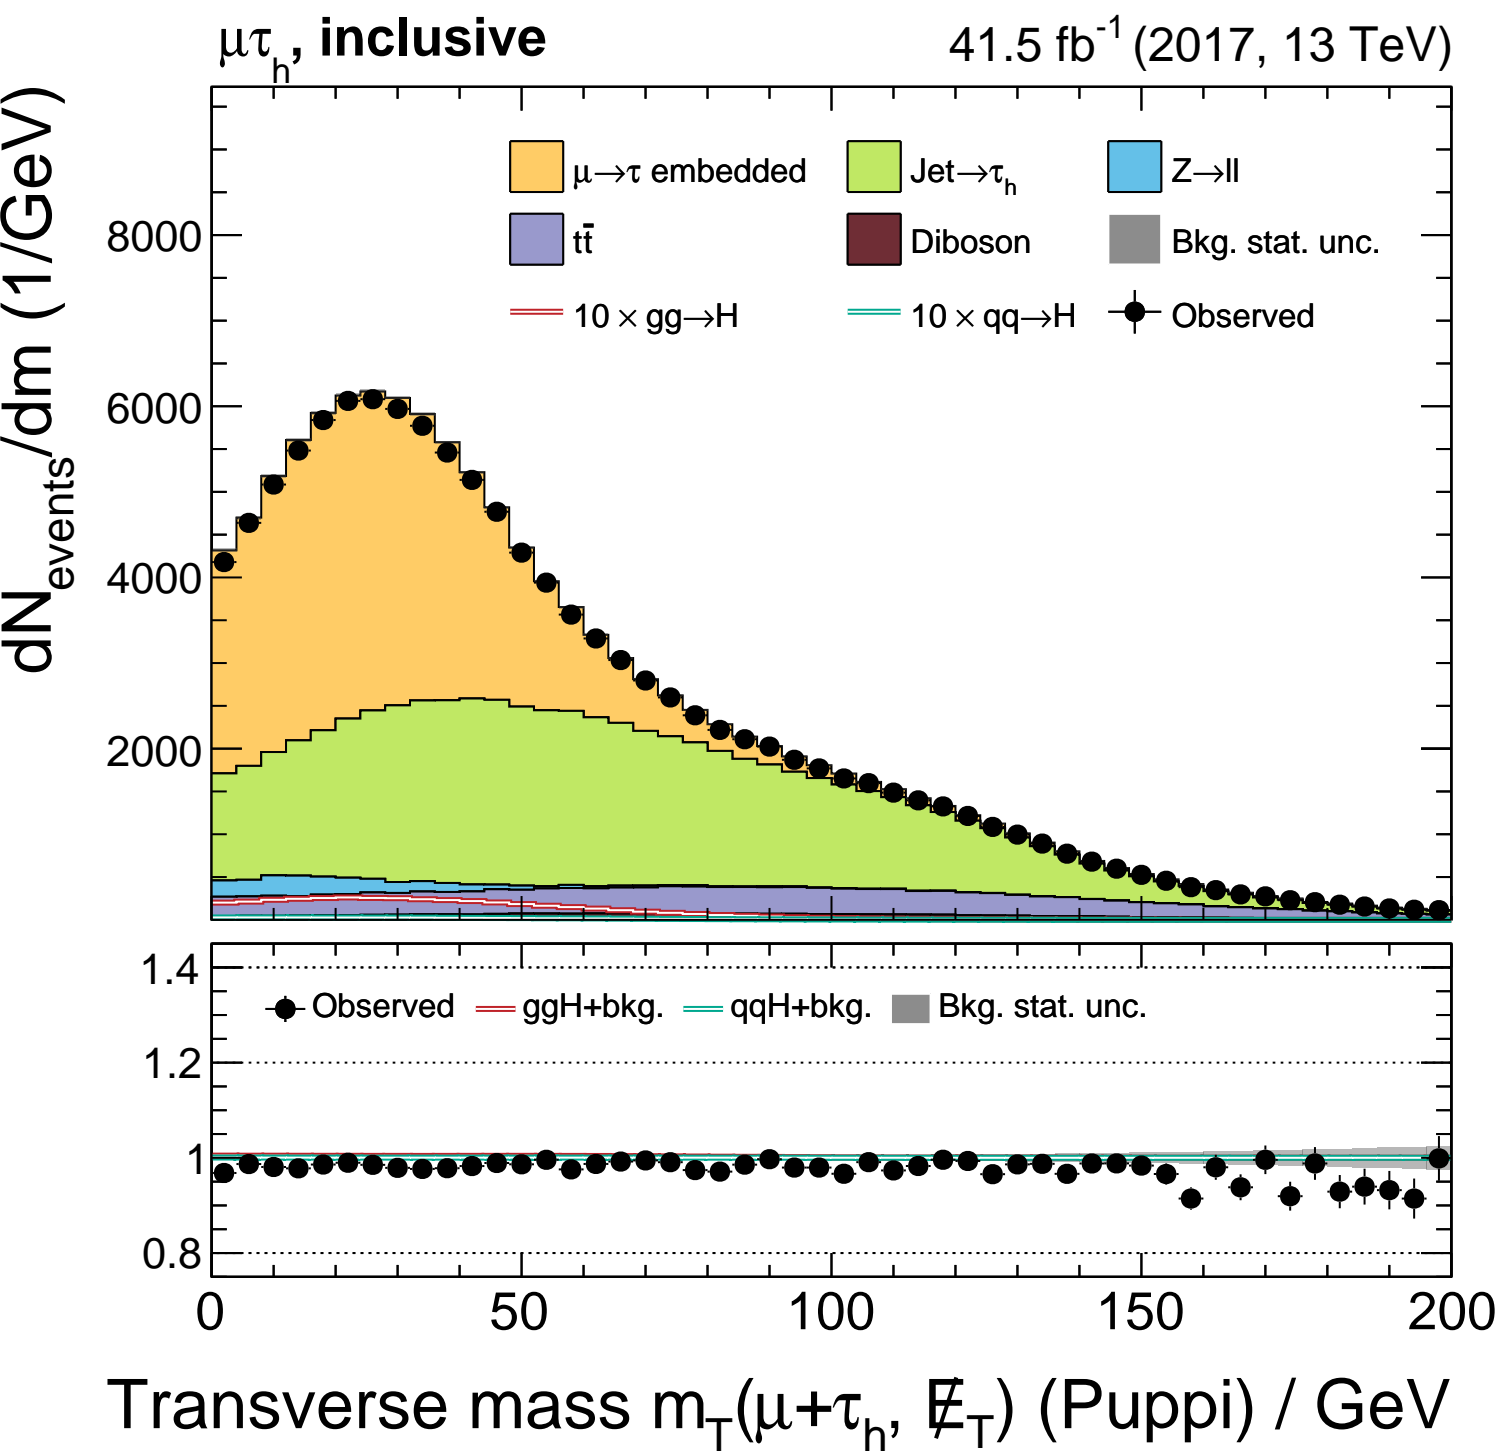 μτh, inclusive 41.5 fb-1 (2017, 13 TeV)
dNevents/dm (1/GeV)
μ→τ embedded Jet→τh Z→ll
tt̄ Diboson Bkg. stat. unc.
10 × gg→H 10 × qq→H Observed
8000
6000
4000
2000
1.4
Observed ggH+bkg. qqH+bkg. Bkg. stat. unc.
1.2
1
0.8
0 50 100 150 200
Transverse mass mT(μ+τh, E̸T) (Puppi) / GeV